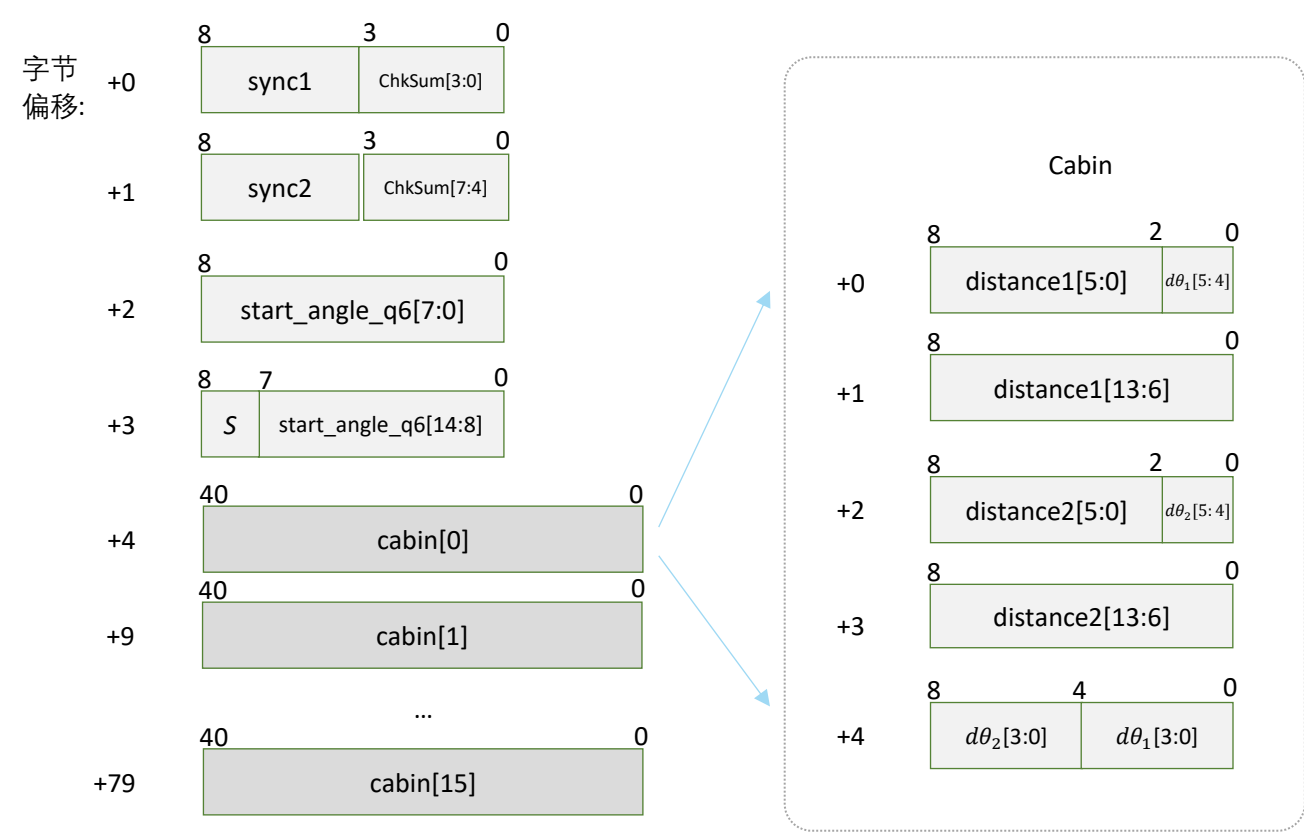 8 3 0
字节
偏移:
+0 sync1 ChkSum[3:0]
8 3 0
+1 sync2 ChkSum[7:4]
8 0
+2 start_angle_q6[7:0]
8 7 0
+3 S start_angle_q6[14:8]
40 0
+4 cabin[0]
40 0
+9 cabin[1]
...
40 0
+79 cabin[15]
Cabin
8 2 0
+0 distance1[5:0] dθ₁[5:4]
8 0
+1 distance1[13:6]
8 2 0
+2 distance2[5:0] dθ₂[5:4]
8 0
+3 distance2[13:6]
8 4 0
+4 dθ₂[3:0] dθ₁[3:0]